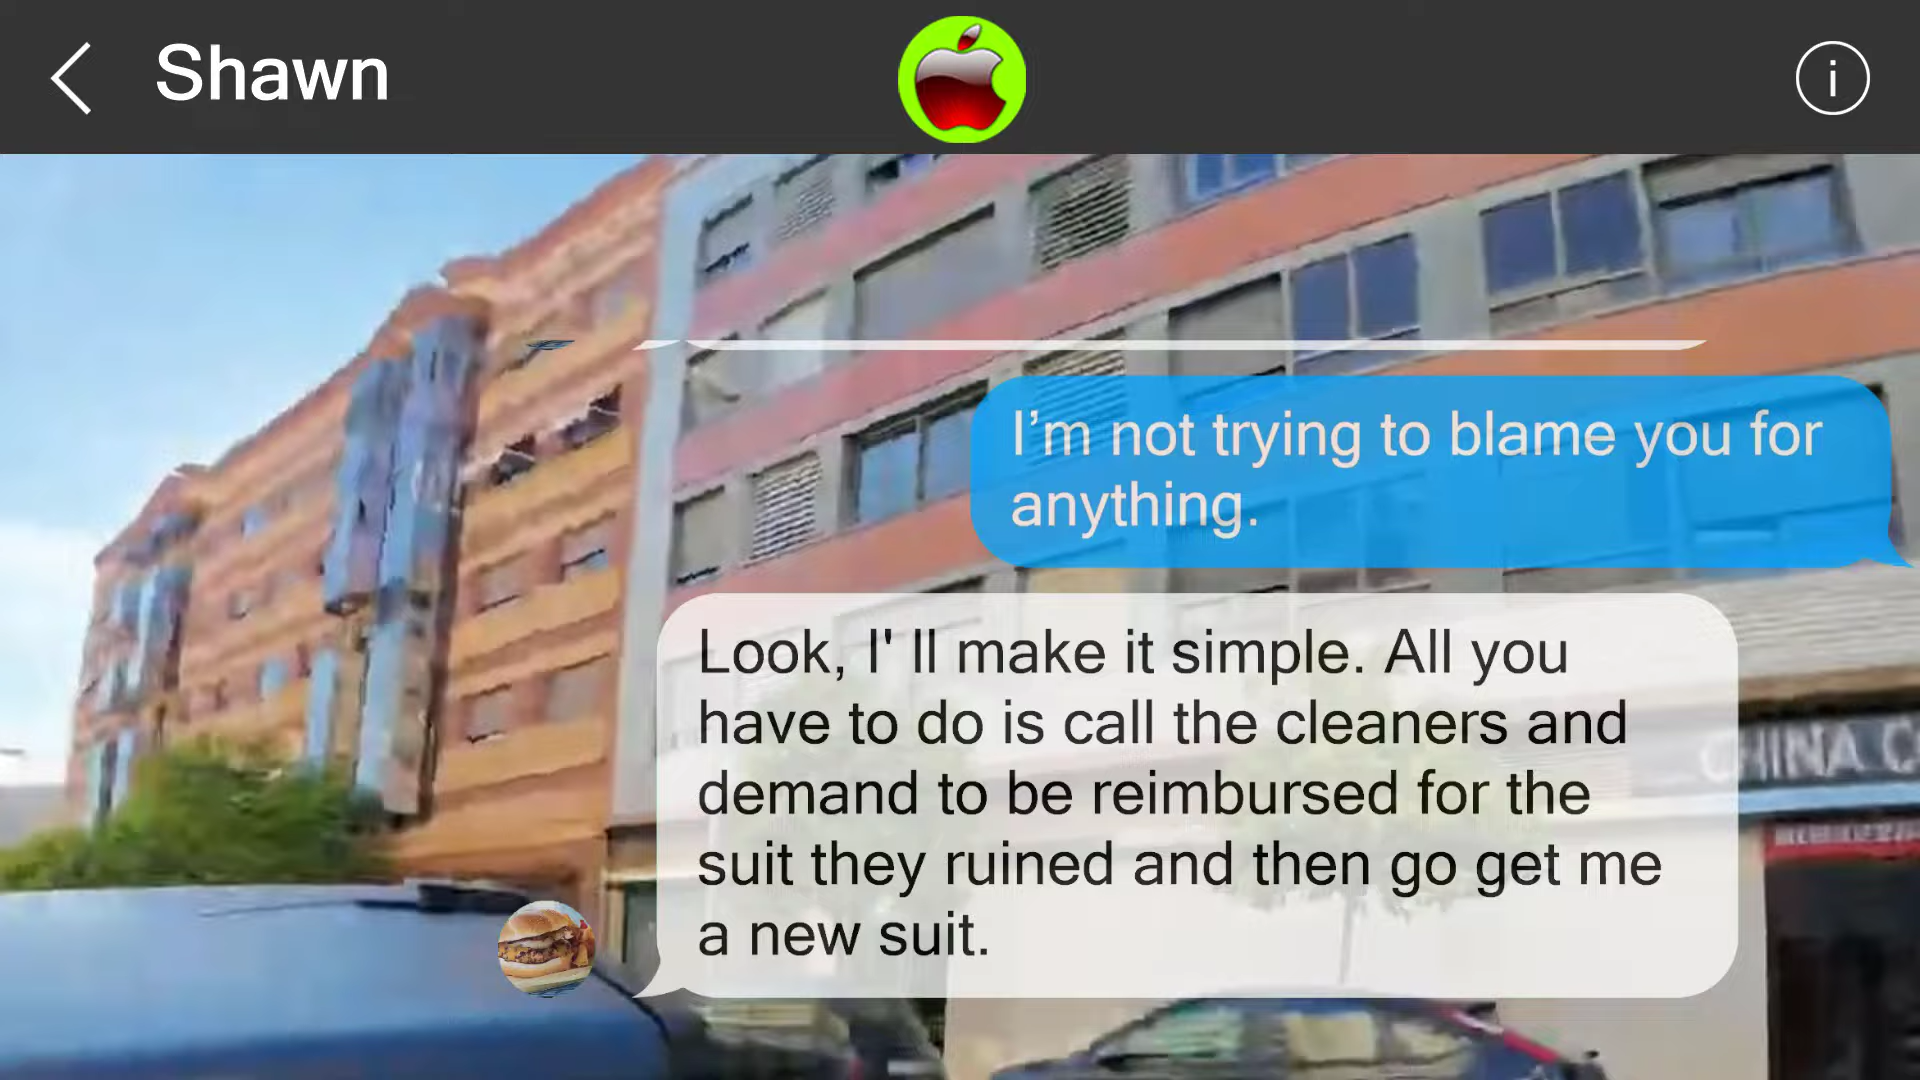 Shawn
i
I’m not trying to blame you for
anything.
Look, I' ll make it simple. All you
have to do is call the cleaners and
demand to be reimbursed for the
suit they ruined and then go get me
a new suit.
CHINA C